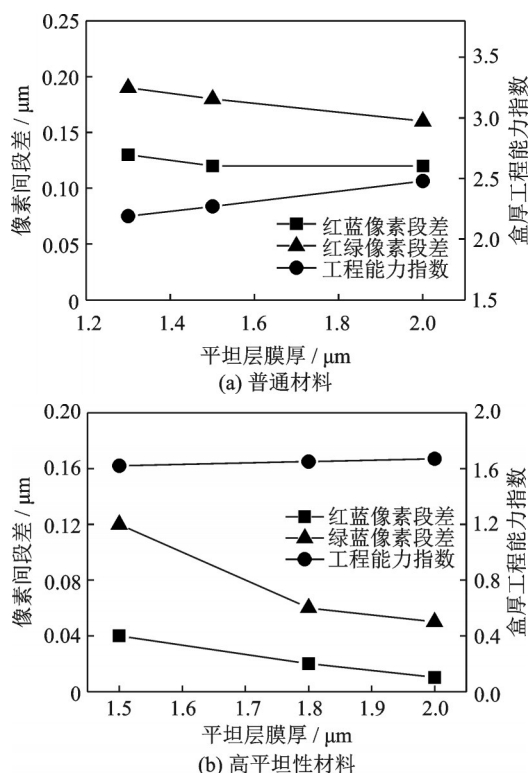 0.25
0.20
0.15
0.10
0.05
0
像素间段差 / μm
3.5
3.0
2.5
2.0
1.5
盒厚工程能力指数
红蓝像素段差
红绿像素段差
工程能力指数
1.2 1.4 1.6 1.8 2.0
平坦层膜厚 / μm
(a) 普通材料
0.20
0.16
0.12
0.08
0.04
0
像素间段差 / μm
2.0
1.6
1.2
0.8
0.4
0.0
盒厚工程能力指数
红蓝像素段差
绿蓝像素段差
工程能力指数
1.5 1.6 1.7 1.8 1.9 2.0
平坦层膜厚 / μm
(b) 高平坦性材料